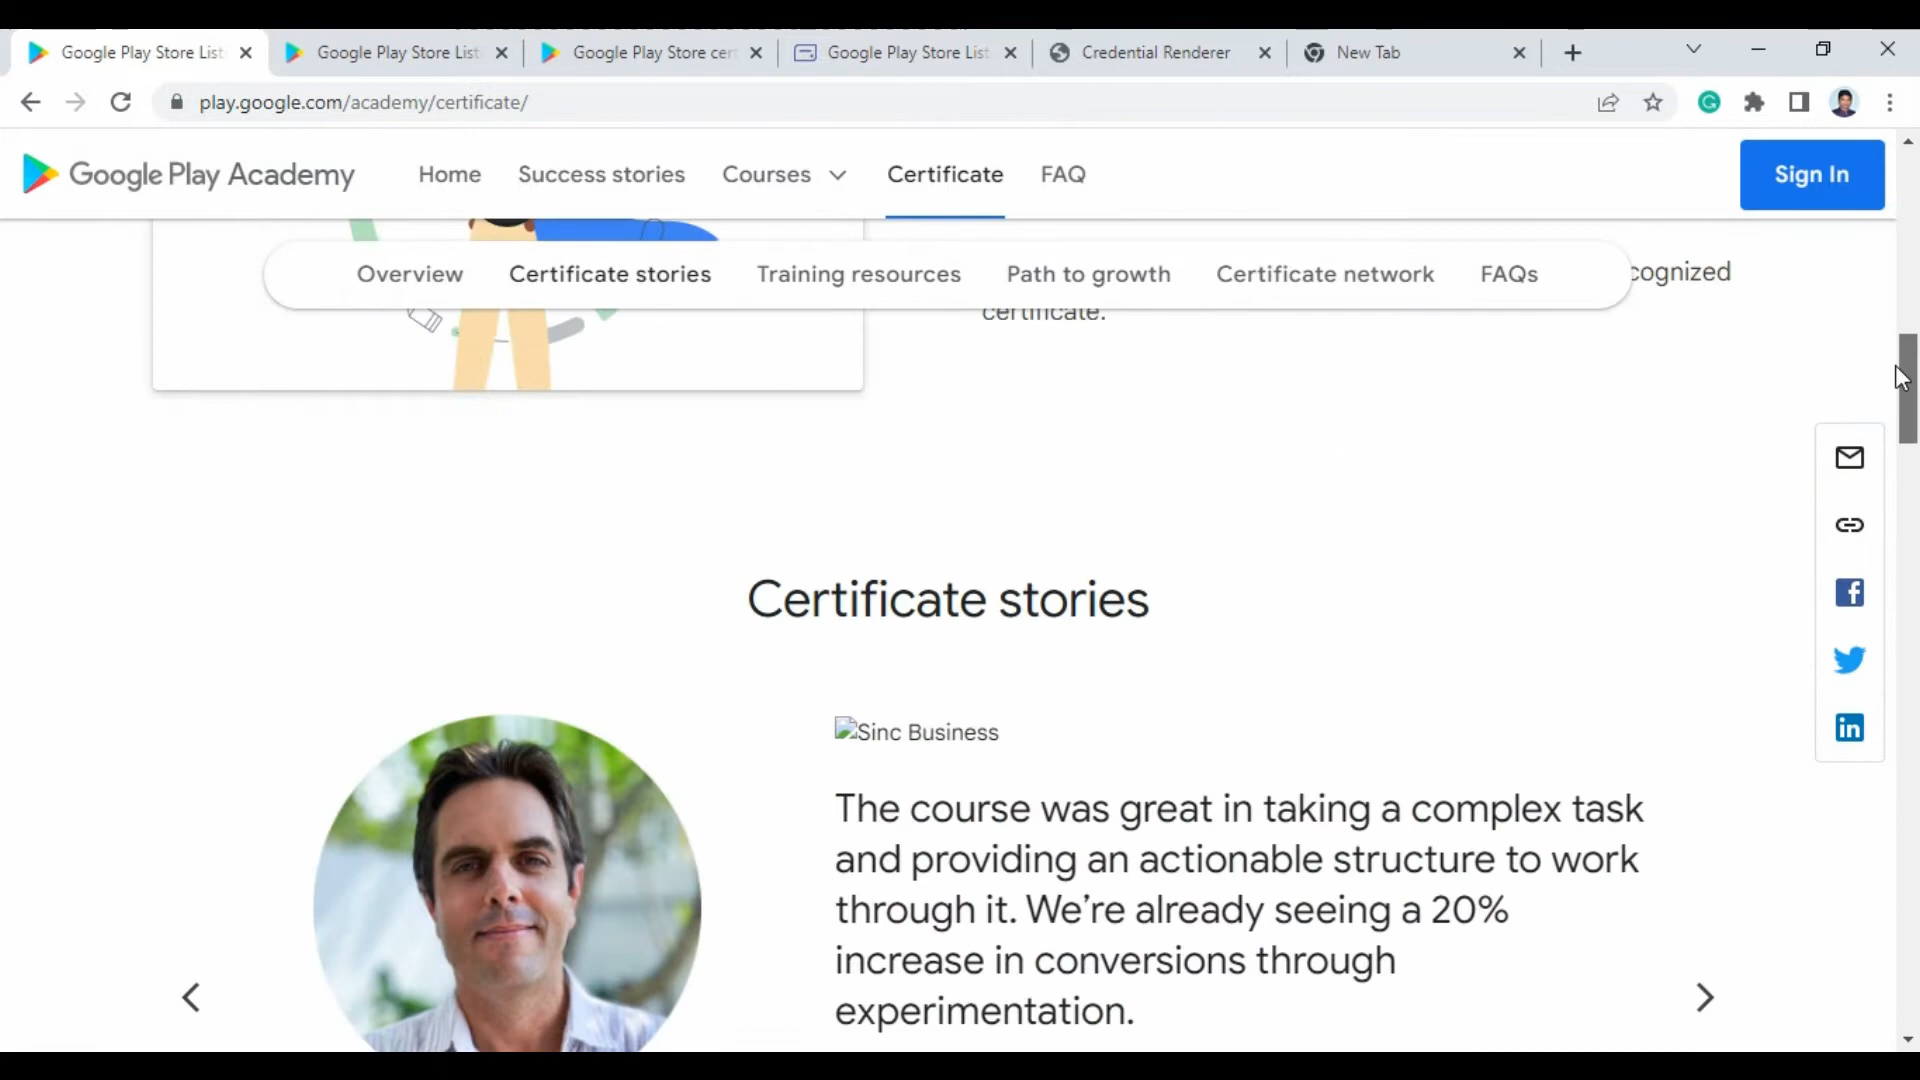 Google Play Store List
Google Play Store List
Google Play Store cer
Google Play Store List
Credential Renderer
New Tab
play.google.com/academy/certificate/
Google Play Academy
Home
Success stories
Courses
Certificate
FAQ
Sign In
Overview
Certificate stories
Training resources
Path to growth
Certificate network
FAQs
cognized
certificate.
Certificate stories
Sinc Business
The course was great in taking a complex task
and providing an actionable structure to work
through it. We’re already seeing a 20%
increase in conversions through
experimentation.